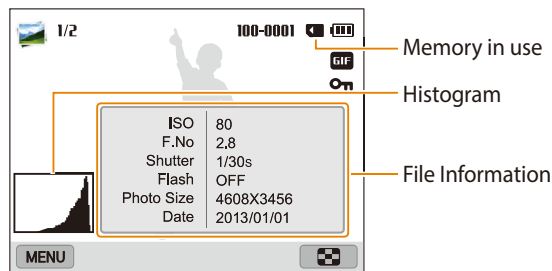 1/2 100-0001
GIF
Memory in use
Histogram
ISO 80
F.No 2.8
Shutter 1/30s
Flash OFF
Photo Size 4608X3456
Date 2013/01/01
File Information
MENU